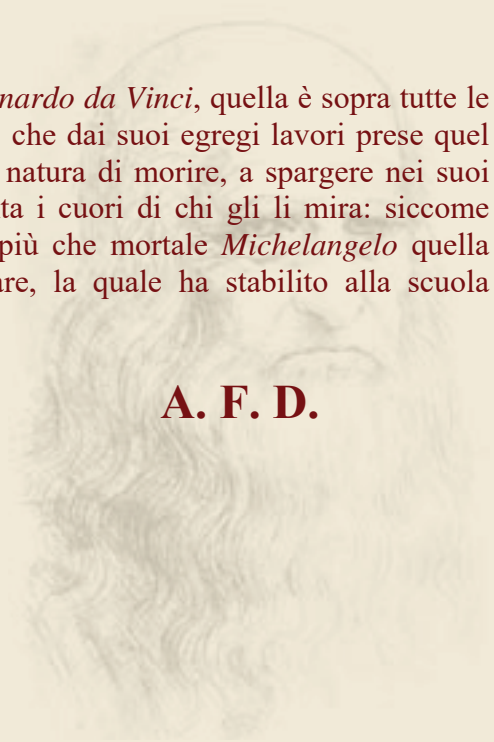 nardo da Vinci, quella è sopra tutte le
che dai suoi egregi lavori prese quel
natura di morire, a spargere nei suoi
ta i cuori di chi gli li mira: siccome
più che mortale Michelangelo quella
are, la quale ha stabilito alla scuola
A. F. D.